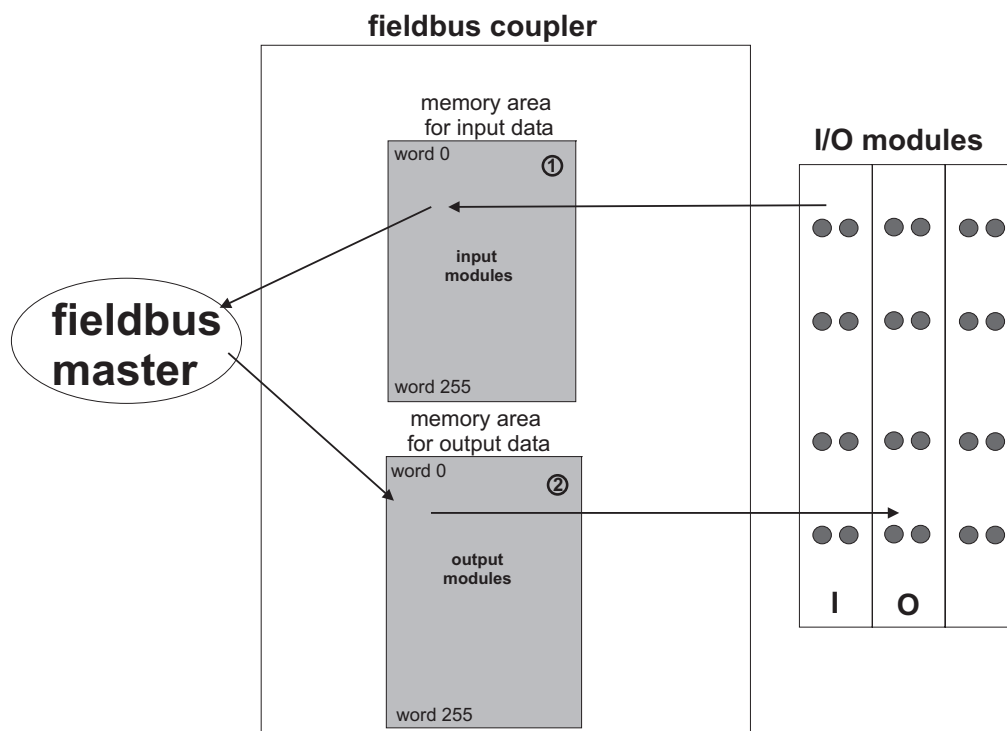 fieldbus coupler
memory area
for input data
word 0
①
input
modules
word 255
memory area
for output data
word 0
②
output
modules
word 255
fieldbus
master
I/O modules
I
O